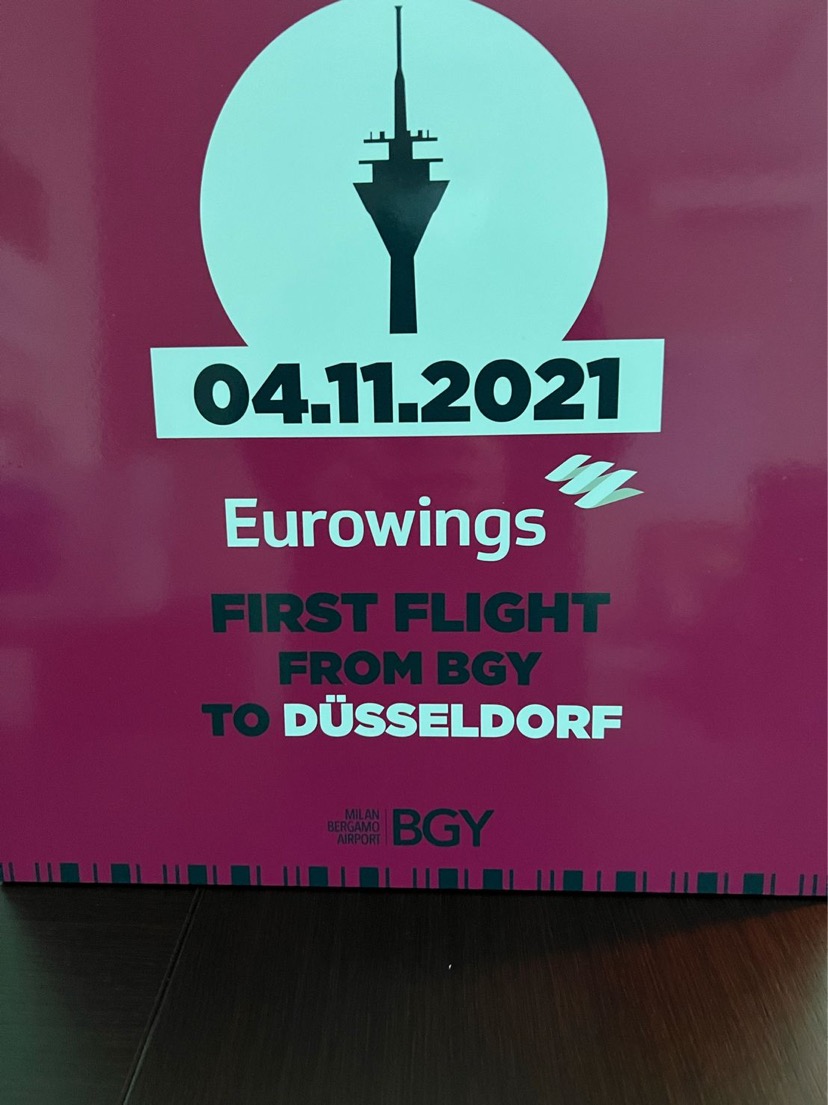 04.11.2021
Eurowings
FIRST FLIGHT
FROM BGY
TO DÜSSELDORF
MILAN
BERGAMO
AIRPORT
BGY